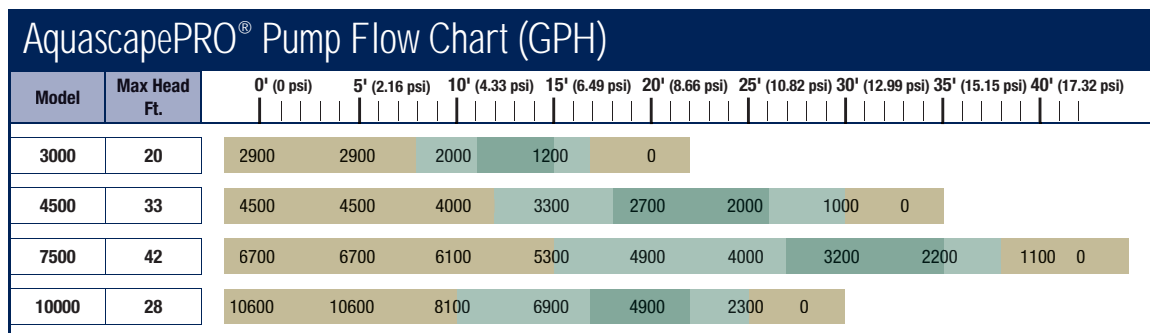 AquascapePRO® Pump Flow Chart (GPH)
Model Max Head Ft. 0' (0 psi) 5' (2.16 psi) 10' (4.33 psi) 15' (6.49 psi) 20' (8.66 psi) 25' (10.82 psi) 30' (12.99 psi) 35' (15.15 psi) 40' (17.32 psi)
3000 20 2900 2900 2000 1200 0
4500 33 4500 4500 4000 3300 2700 2000 1000 0
7500 42 6700 6700 6100 5300 4900 4000 3200 2200 1100 0
10000 28 10600 10600 8100 6900 4900 2300 0